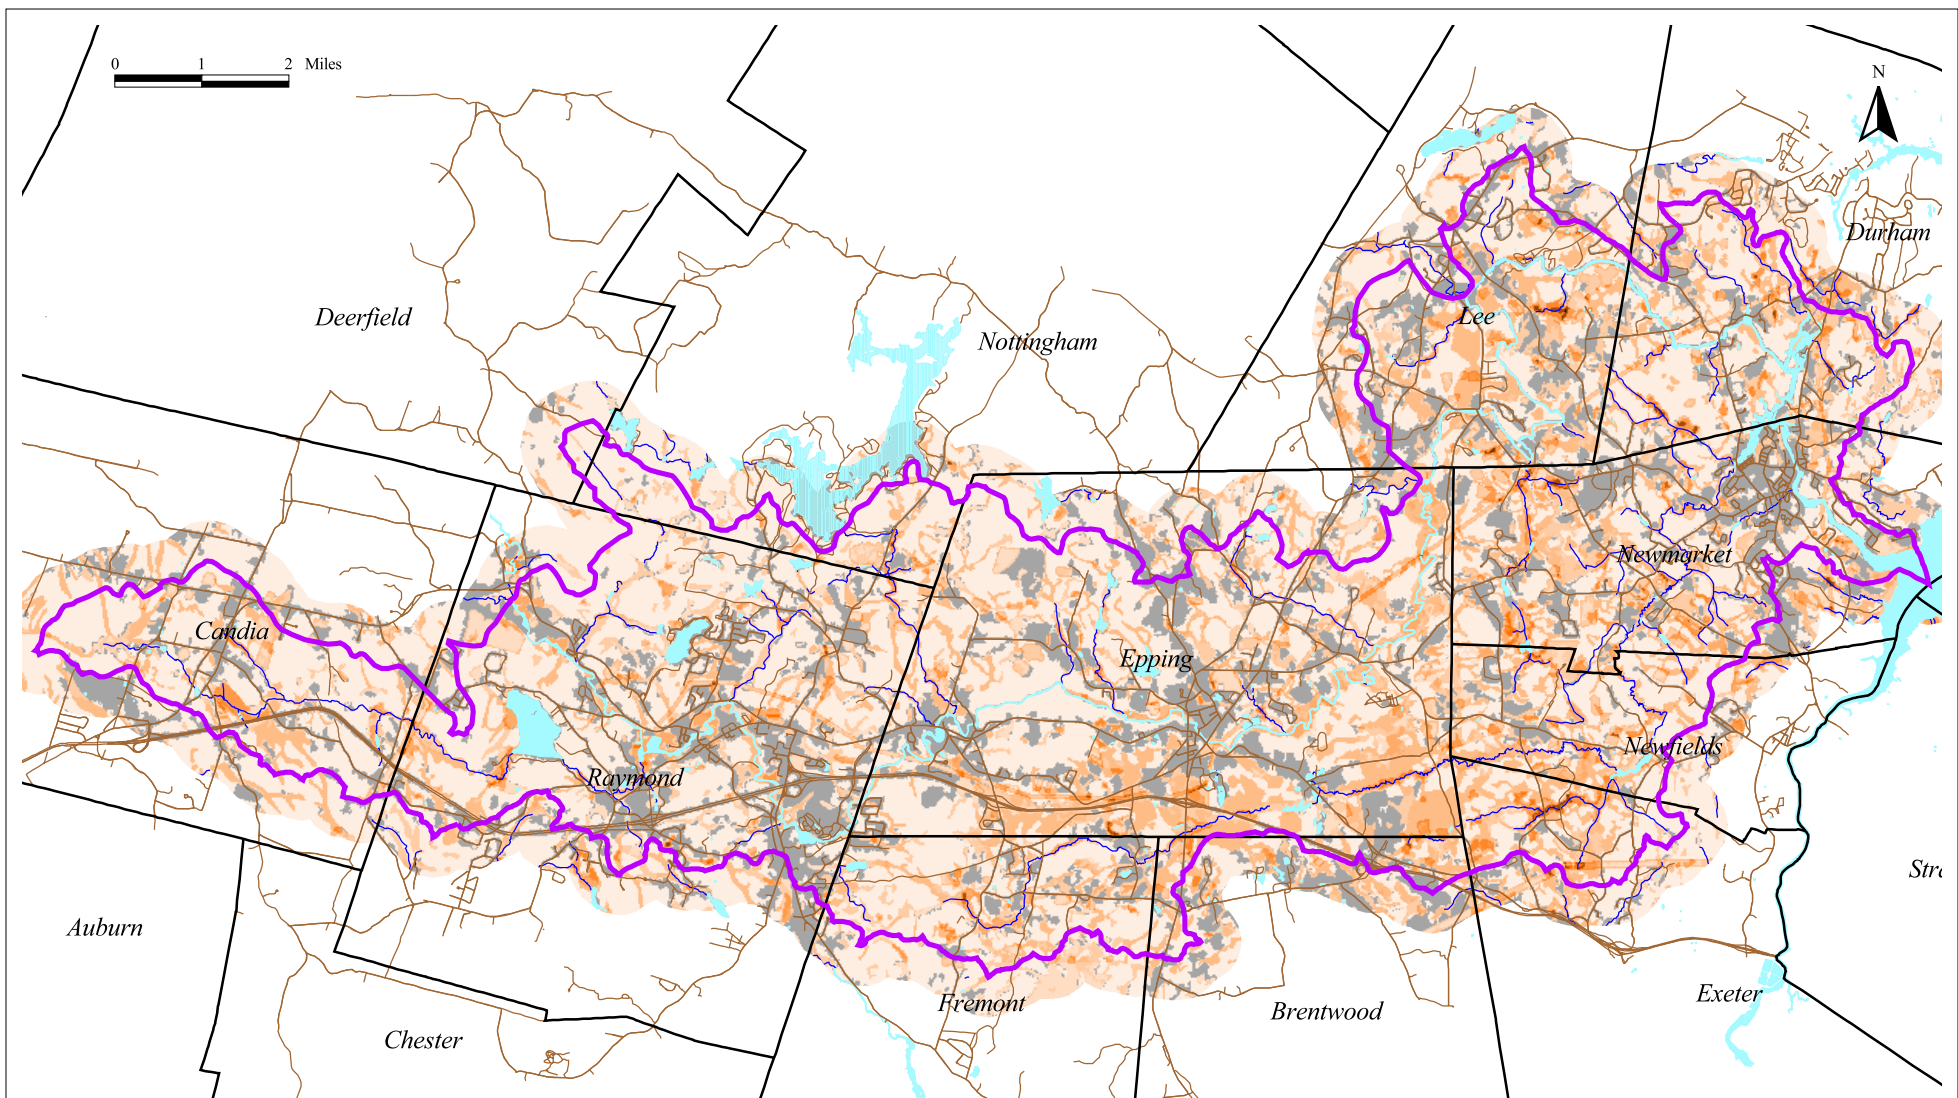 0 1 2 Miles
N
Durham
Deerfield
Lee
Nottingham
Newmarket
Candia
Epping
Newfields
Raymond
Auburn
Exeter
Fremont
Brentwood
Chester